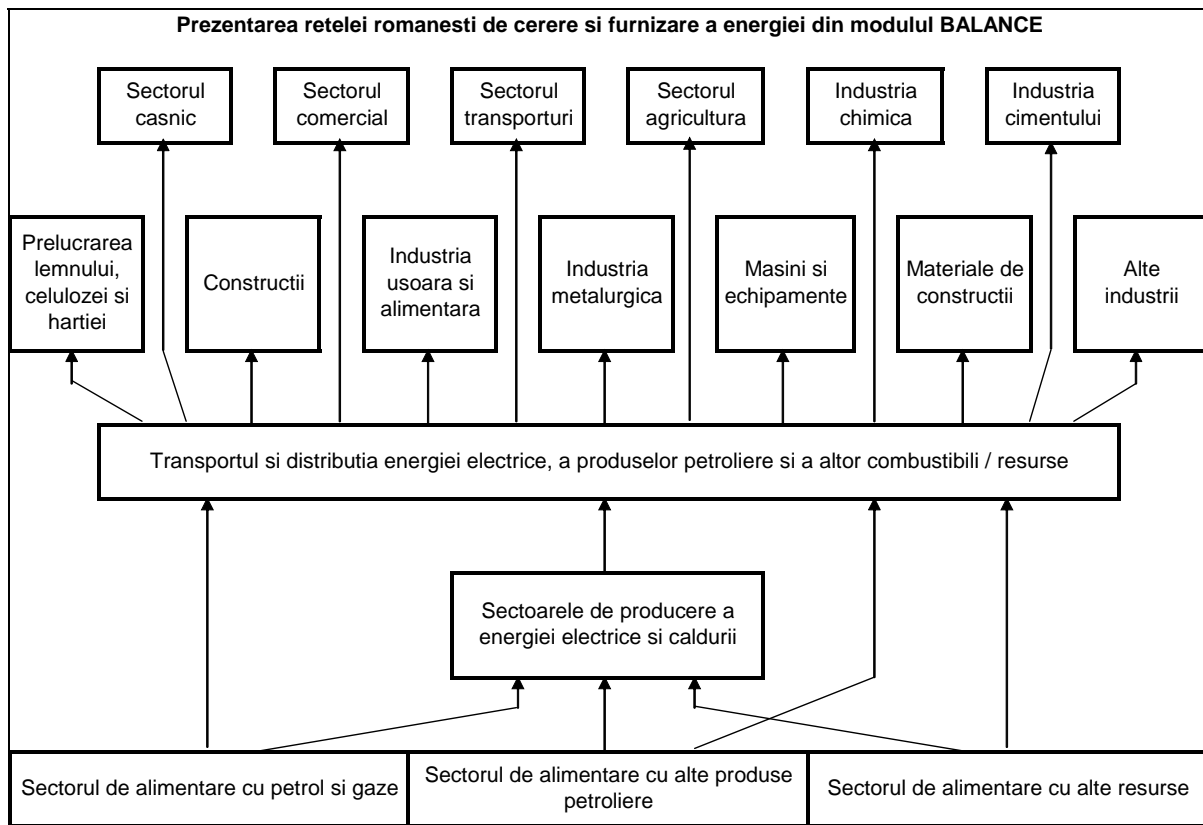 Prezentarea retelei romanesti de cerere si furnizare a energiei din modulul BALANCE
Sectorul
casnic
Sectorul
comercial
Sectorul
transporturi
Sectorul
agricultura
Industria
chimica
Industria
cimentului
Prelucrarea
lemnului,
celulozei si
hartiei
Constructii
Industria
usoara si
alimentara
Industria
metalurgica
Masini si
echipamente
Materiale de
constructii
Alte
industrii
Transportul si distributia energiei electrice, a produselor petroliere si a altor combustibili / resurse
Sectoarele de producere a
energiei electrice si caldurii
Sectorul de alimentare cu petrol si gaze
Sectorul de alimentare cu alte produse
petroliere
Sectorul de alimentare cu alte resurse